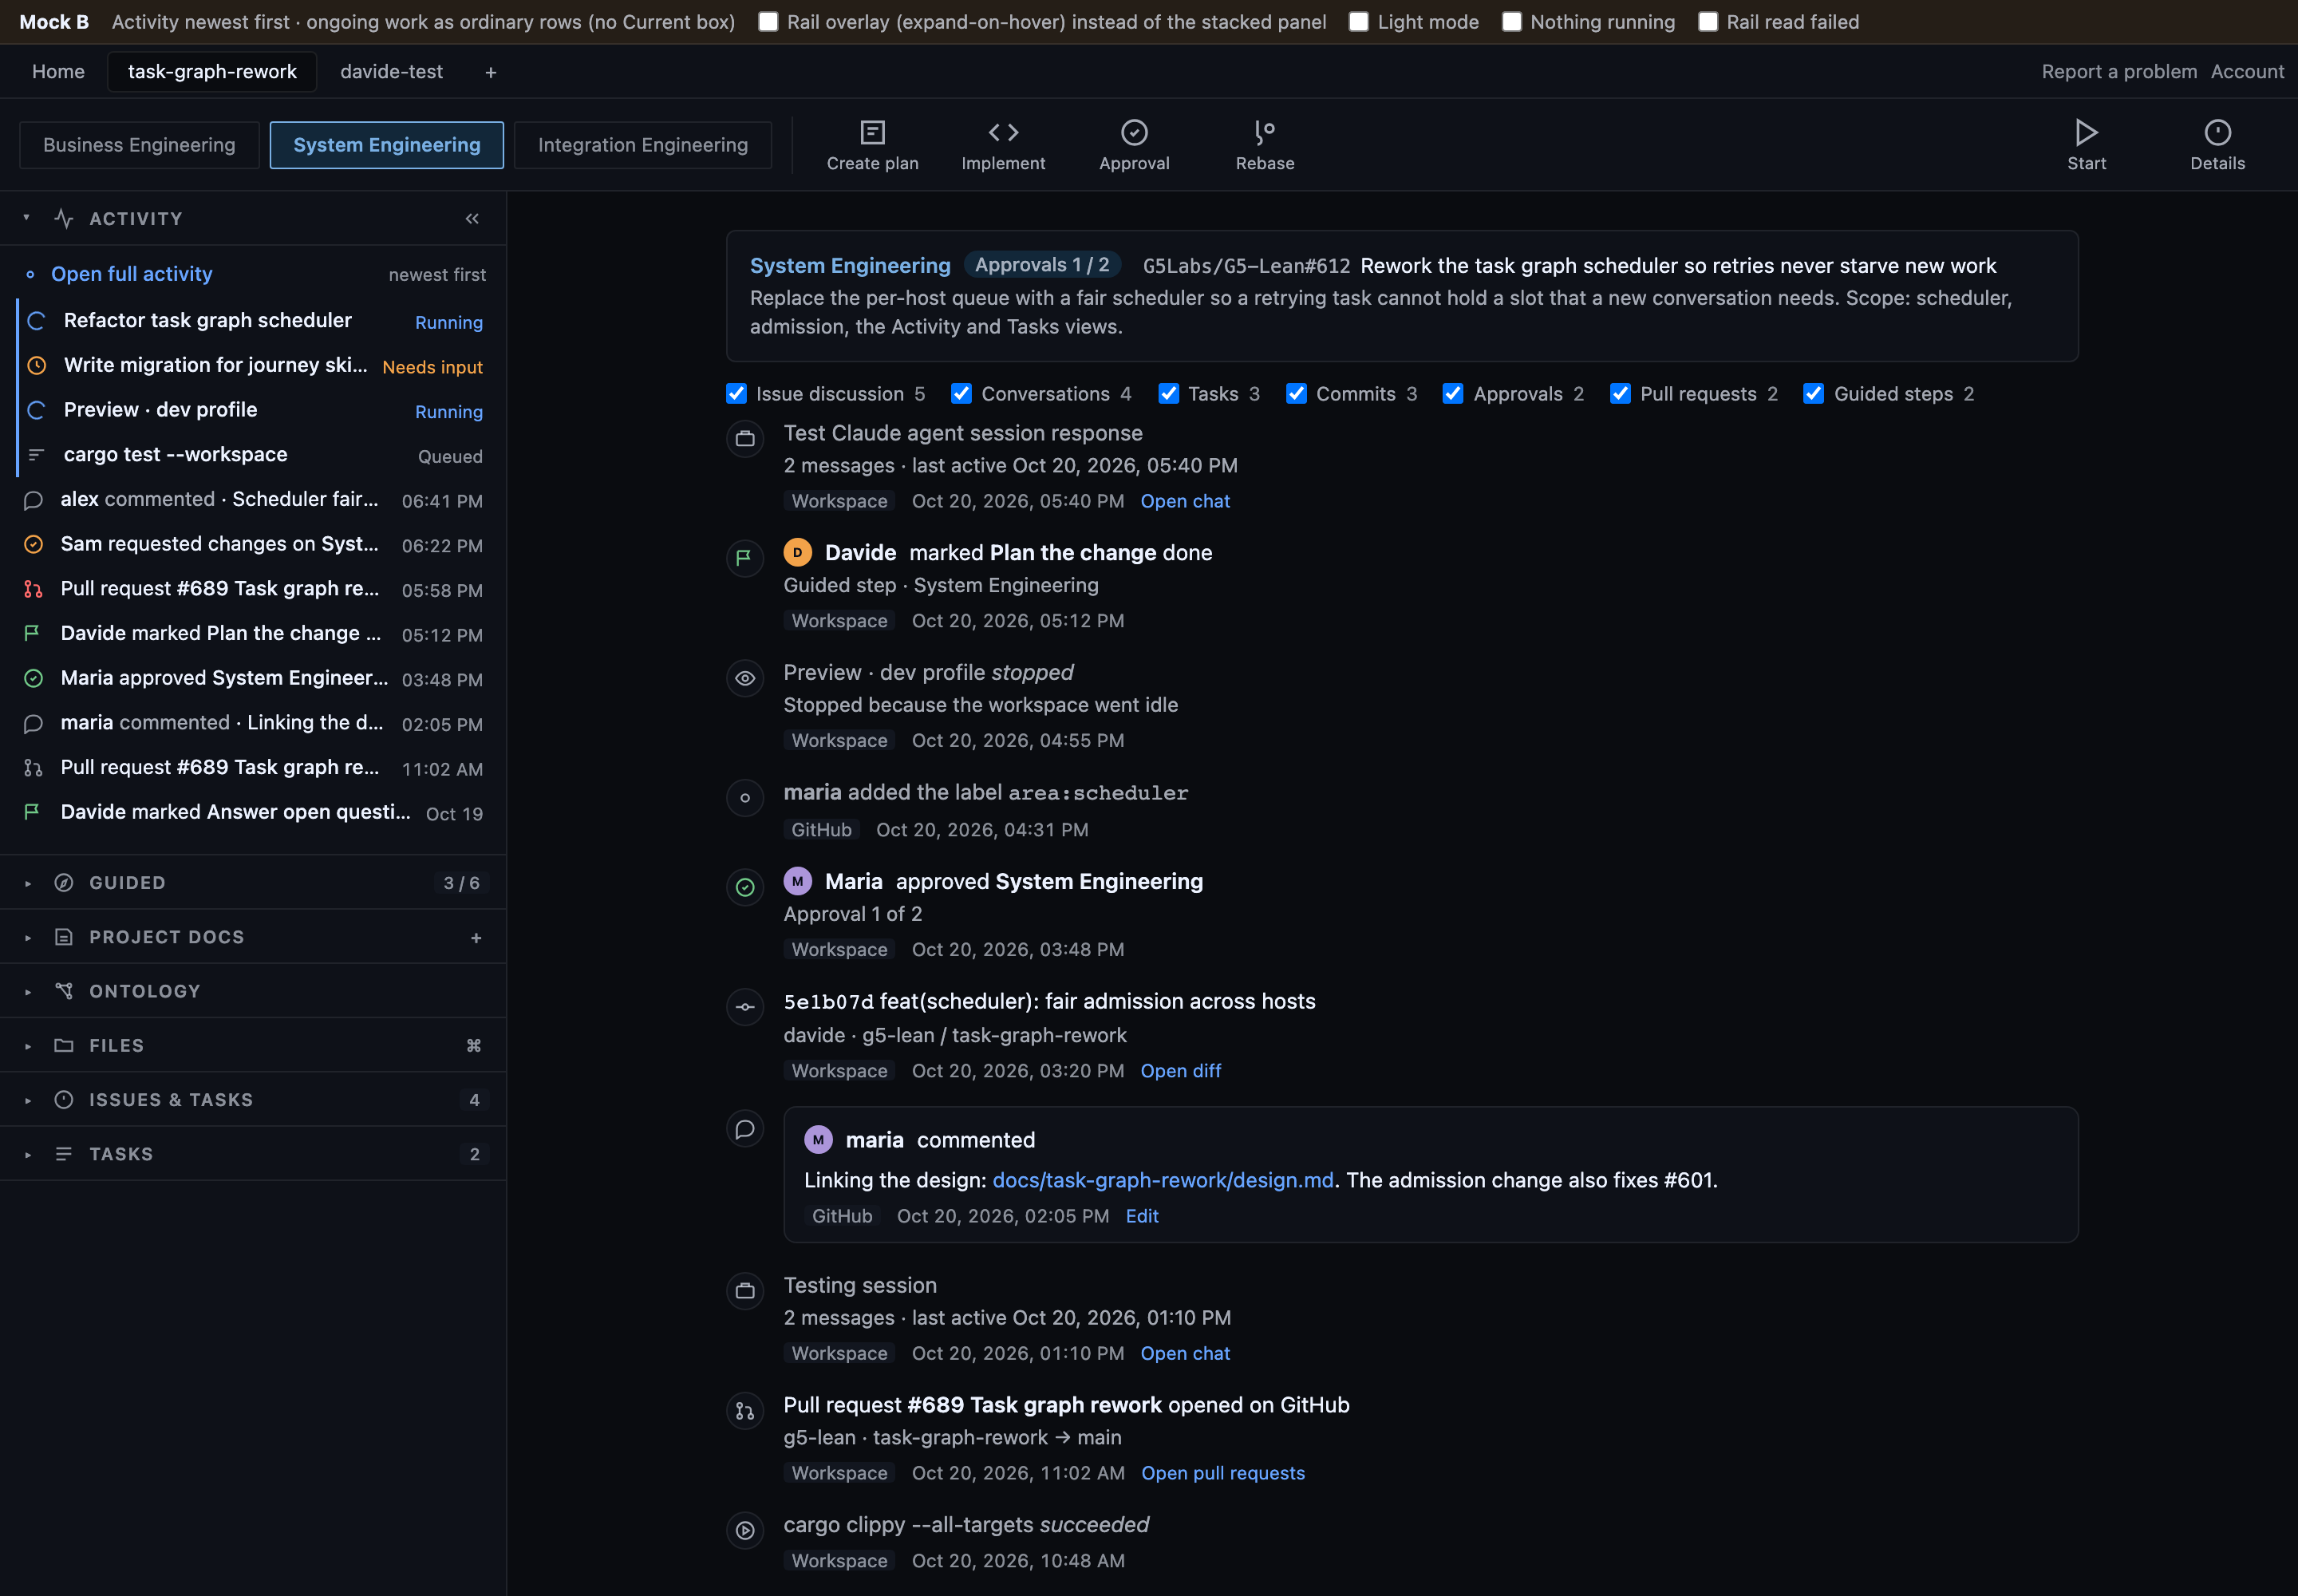 Mock B Activity newest first · ongoing work as ordinary rows (no Current box) Rail overlay (expand-on-hover) instead of the stacked panel Light mode Nothing running Rail read failed
Home task-graph-rework davide-test + Report a problem Account
Business Engineering System Engineering Integration Engineering Create plan Implement Approval Rebase Start Details
ACTIVITY «
Open full activity newest first
Refactor task graph scheduler Running
Write migration for journey ski... Needs input
Preview · dev profile Running
cargo test --workspace Queued
alex commented · Scheduler fair... 06:41 PM
Sam requested changes on Syst... 06:22 PM
Pull request #689 Task graph re... 05:58 PM
Davide marked Plan the change ... 05:12 PM
Maria approved System Engineer... 03:48 PM
maria commented · Linking the d... 02:05 PM
Pull request #689 Task graph re... 11:02 AM
Davide marked Answer open questi... Oct 19
GUIDED 3 / 6
PROJECT DOCS +
ONTOLOGY
FILES ⌘
ISSUES & TASKS 4
TASKS 2
System Engineering Approvals 1 / 2 G5Labs/G5-Lean#612 Rework the task graph scheduler so retries never starve new work
Replace the per-host queue with a fair scheduler so a retrying task cannot hold a slot that a new conversation needs. Scope: scheduler,
admission, the Activity and Tasks views.
Issue discussion 5 Conversations 4 Tasks 3 Commits 3 Approvals 2 Pull requests 2 Guided steps 2
Test Claude agent session response
2 messages · last active Oct 20, 2026, 05:40 PM
Workspace Oct 20, 2026, 05:40 PM Open chat
D Davide marked Plan the change done
Guided step · System Engineering
Workspace Oct 20, 2026, 05:12 PM
Preview · dev profile stopped
Stopped because the workspace went idle
Workspace Oct 20, 2026, 04:55 PM
maria added the label area:scheduler
GitHub Oct 20, 2026, 04:31 PM
M Maria approved System Engineering
Approval 1 of 2
Workspace Oct 20, 2026, 03:48 PM
5e1b07d feat(scheduler): fair admission across hosts
davide · g5-lean / task-graph-rework
Workspace Oct 20, 2026, 03:20 PM Open diff
M maria commented
Linking the design: docs/task-graph-rework/design.md. The admission change also fixes #601.
GitHub Oct 20, 2026, 02:05 PM Edit
Testing session
2 messages · last active Oct 20, 2026, 01:10 PM
Workspace Oct 20, 2026, 01:10 PM Open chat
Pull request #689 Task graph rework opened on GitHub
g5-lean · task-graph-rework → main
Workspace Oct 20, 2026, 11:02 AM Open pull requests
cargo clippy --all-targets succeeded
Workspace Oct 20, 2026, 10:48 AM